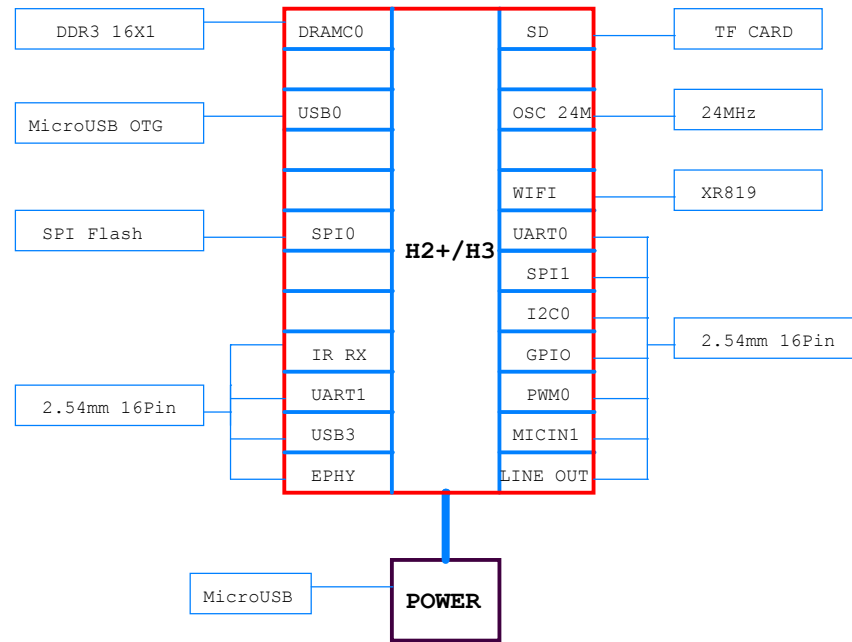 DDR3 16X1
DRAMC0
SD
TF CARD
MicroUSB OTG
USB0
OSC 24M
24MHz
WIFI
XR819
SPI Flash
SPI0
H2+/H3
UART0
SPI1
I2C0
IR RX
GPIO
2.54mm 16Pin
2.54mm 16Pin
UART1
PWM0
USB3
MICIN1
EPHY
LINE OUT
MicroUSB
POWER